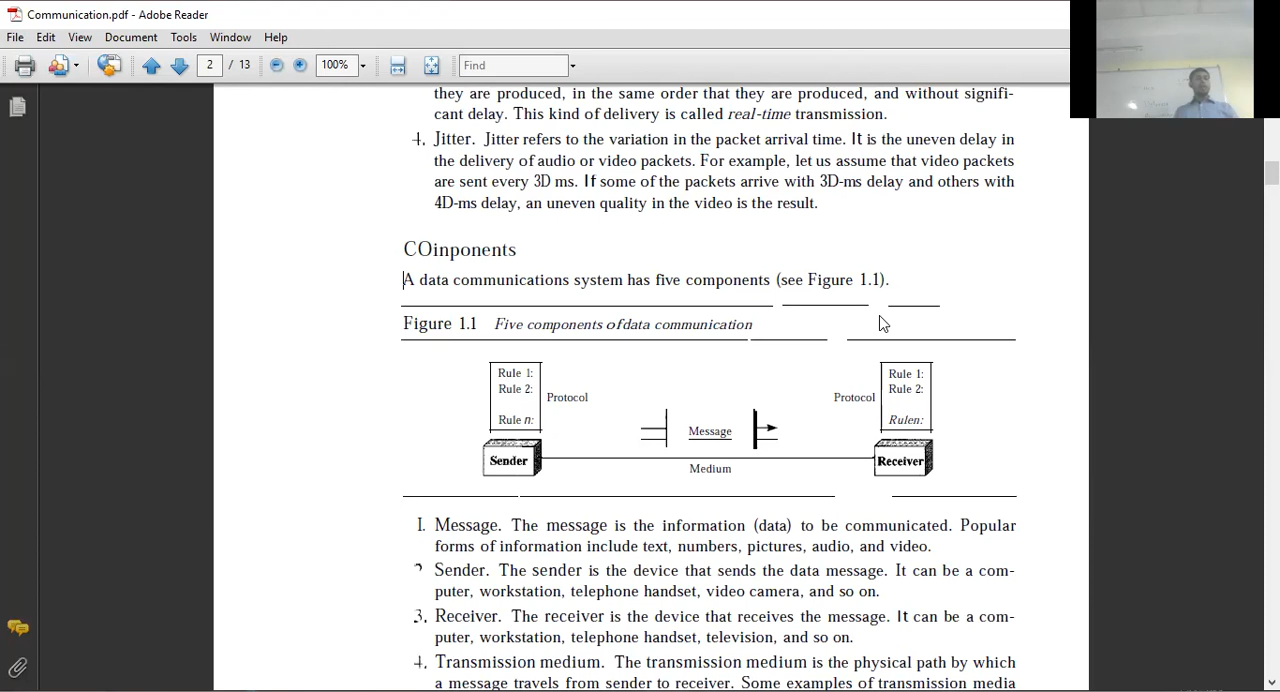 Communication.pdf - Adobe Reader
File Edit View Document Tools Window Help
2 / 13 100% Find
they are produced, in the same order that they are produced, and without signifi-
cant delay. This kind of delivery is called real-time transmission.
4. Jitter. Jitter refers to the variation in the packet arrival time. It is the uneven delay in
the delivery of audio or video packets. For example, let us assume that video packets
are sent every 3D ms. If some of the packets arrive with 3D-ms delay and others with
4D-ms delay, an uneven quality in the video is the result.
COinponents
A data communications system has five components (see Figure 1.1).
Figure 1.1 Five components ofdata communication
Rule 1: Rule 1:
Rule 2: Rule 2:
Protocol Protocol
Rule n: Rulen:
Message
Sender Receiver
Medium
I. Message. The message is the information (data) to be communicated. Popular
forms of information include text, numbers, pictures, audio, and video.
Sender. The sender is the device that sends the data message. It can be a com-
puter, workstation, telephone handset, video camera, and so on.
3. Receiver. The receiver is the device that receives the message. It can be a com-
puter, workstation, telephone handset, television, and so on.
4. Transmission medium. The transmission medium is the physical path by which
a message travels from sender to receiver. Some examples of transmission media